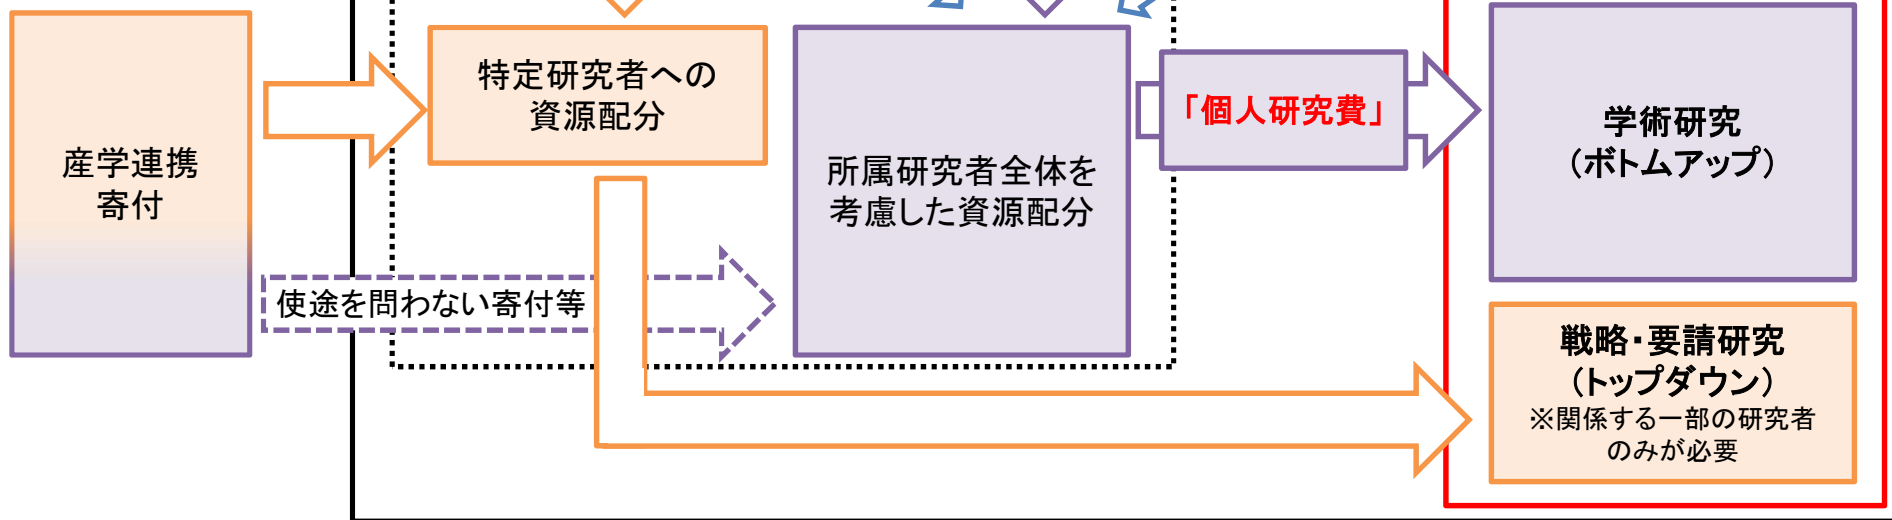 産学連携
寄付
特定研究者への
資源配分
使途を問わない寄付等
所属研究者全体を
考慮した資源配分
「個人研究費」
学術研究
（ボトムアップ）
戦略・要請研究
（トップダウン）
※関係する一部の研究者
のみが必要